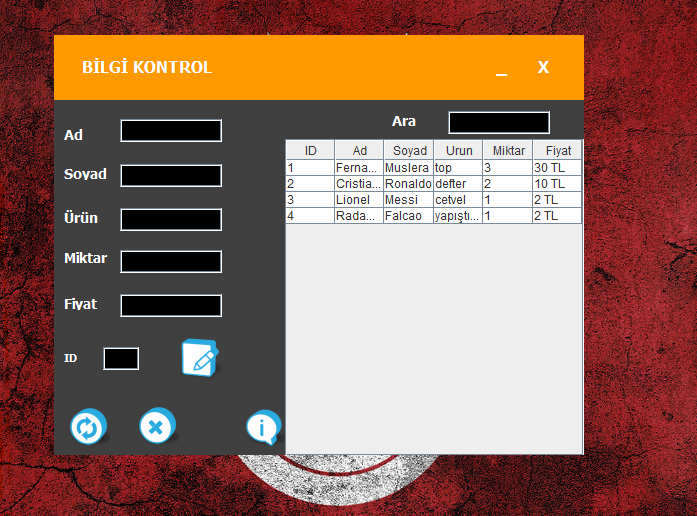 BİLGİ KONTROL _ X
Ara
Ad
Soyad
Ürün
Miktar
Fiyat
ID
ID Ad Soyad Urun Miktar Fiyat
1 Ferna... Muslera top 3 30 TL
2 Cristia... Ronaldo defter 2 10 TL
3 Lionel Messi cetvel 1 2 TL
4 Rada... Falcao yapıştı... 1 2 TL